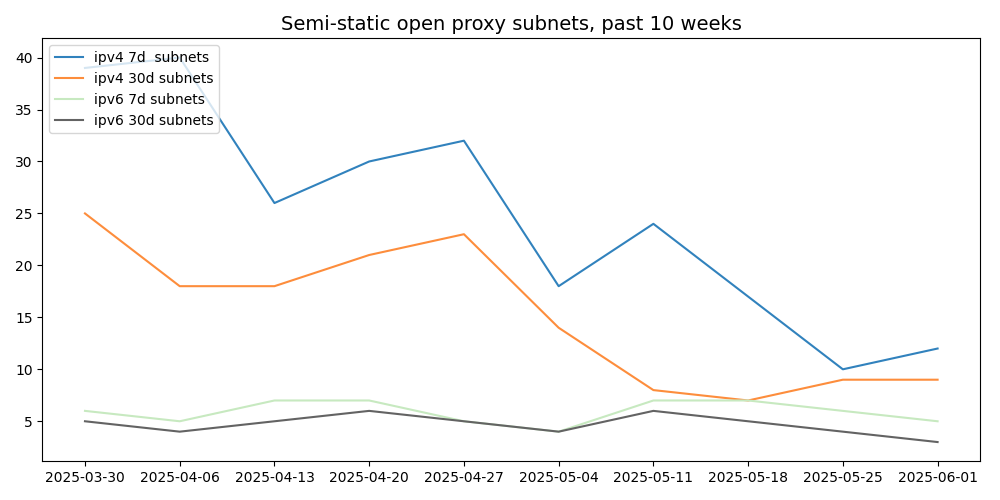 Semi-static open proxy subnets, past 10 weeks
ipv4 7d  subnets
ipv4 30d subnets
ipv6 7d subnets
ipv6 30d subnets
40
35
30
25
20
15
10
5
2025-03-30 2025-04-06 2025-04-13 2025-04-20 2025-04-27 2025-05-04 2025-05-11 2025-05-18 2025-05-25 2025-06-01